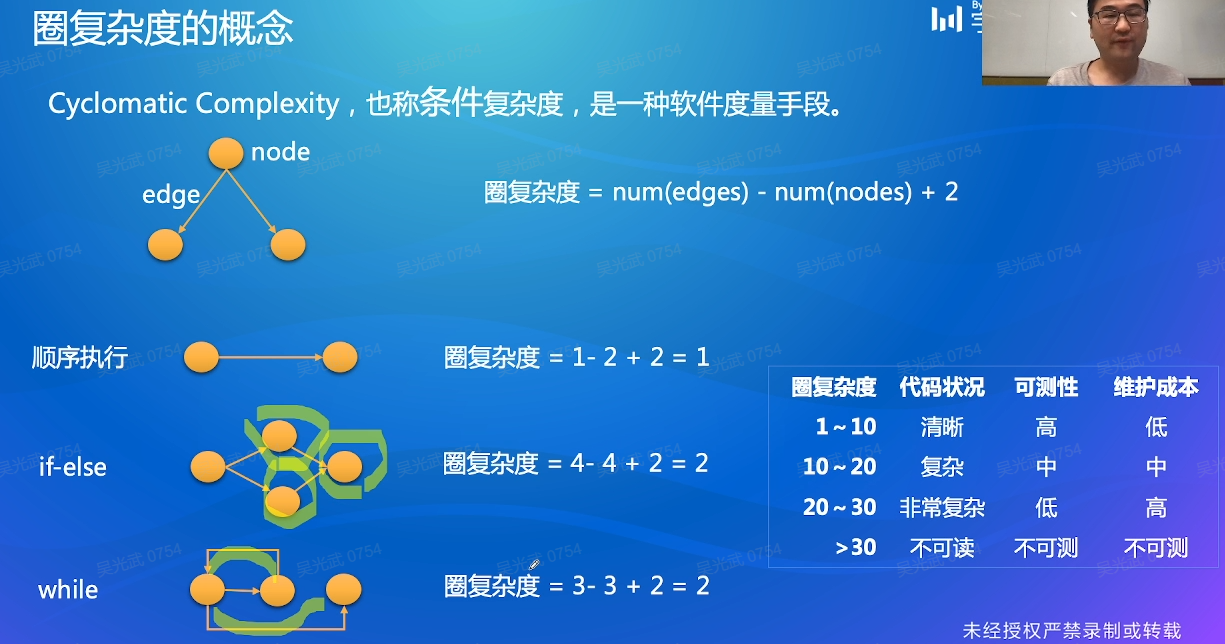 圈复杂度的概念
Cyclomatic Complexity，也称条件复杂度，是一种软件度量手段。
node
edge
圈复杂度 = num(edges) - num(nodes) + 2
顺序执行
圈复杂度 = 1- 2 + 2 = 1
if-else
圈复杂度 = 4- 4 + 2 = 2
while
圈复杂度 = 3- 3 + 2 = 2
圈复杂度 代码状况 可测性 维护成本
1～10 清晰 高 低
10～20 复杂 中 中
20～30 非常复杂 低 高
>30 不可读 不可测 不可测
未经授权严禁录制或转载
吴光武 0754